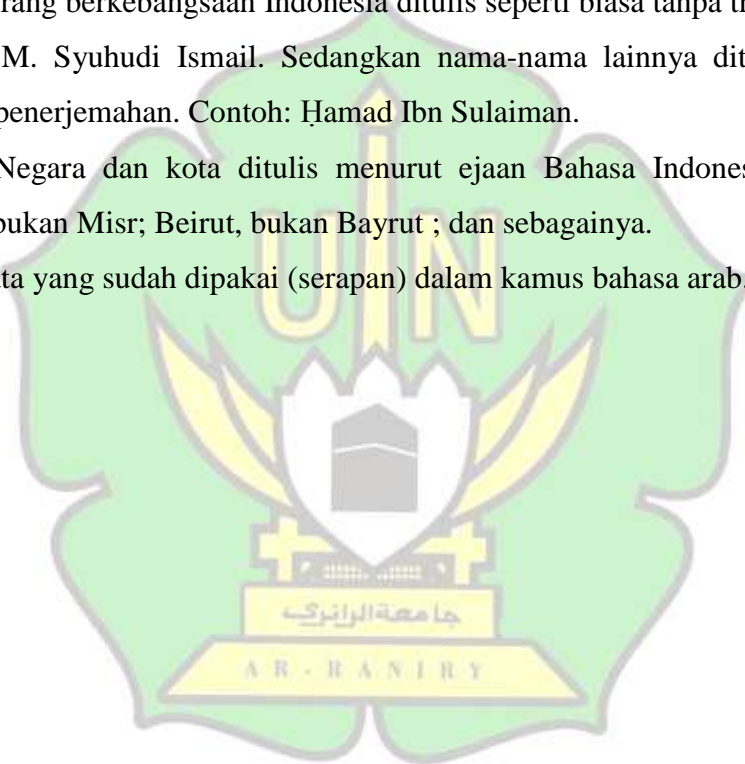 rang berkebangsaan Indonesia ditulis seperti biasa tanpa
M. Syuhudi Ismail. Sedangkan nama-nama lainnya
penerjemahan. Contoh: Ḥamad Ibn Sulaiman.
Negara dan kota ditulis menurut ejaan Bahasa
bukan Misr; Beirut, bukan Bayrut ; dan sebagainya.
ta yang sudah dipakai (serapan) dalam kamus bahasa arab,
UIN
جامعة الرانري
AR-RANIRY